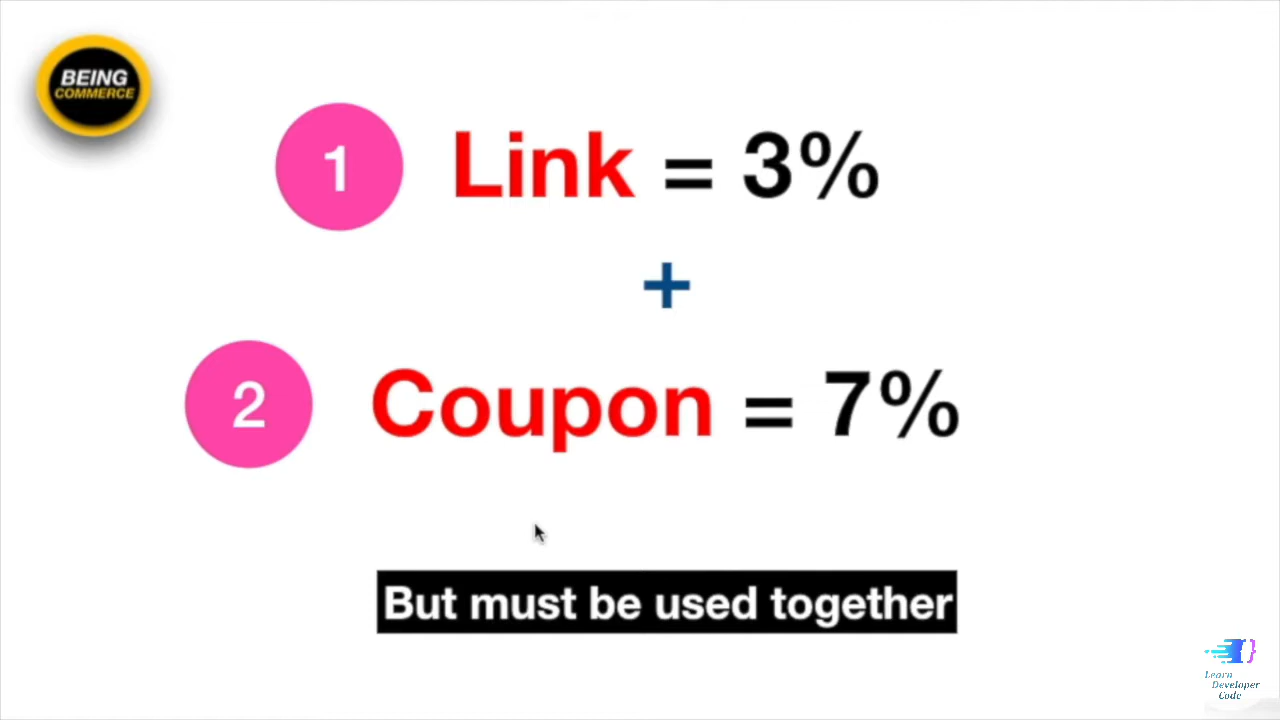 BEING
COMMERCE
1 Link = 3%
+
2 Coupon = 7%
But must be used together
Learn
Developer
Code